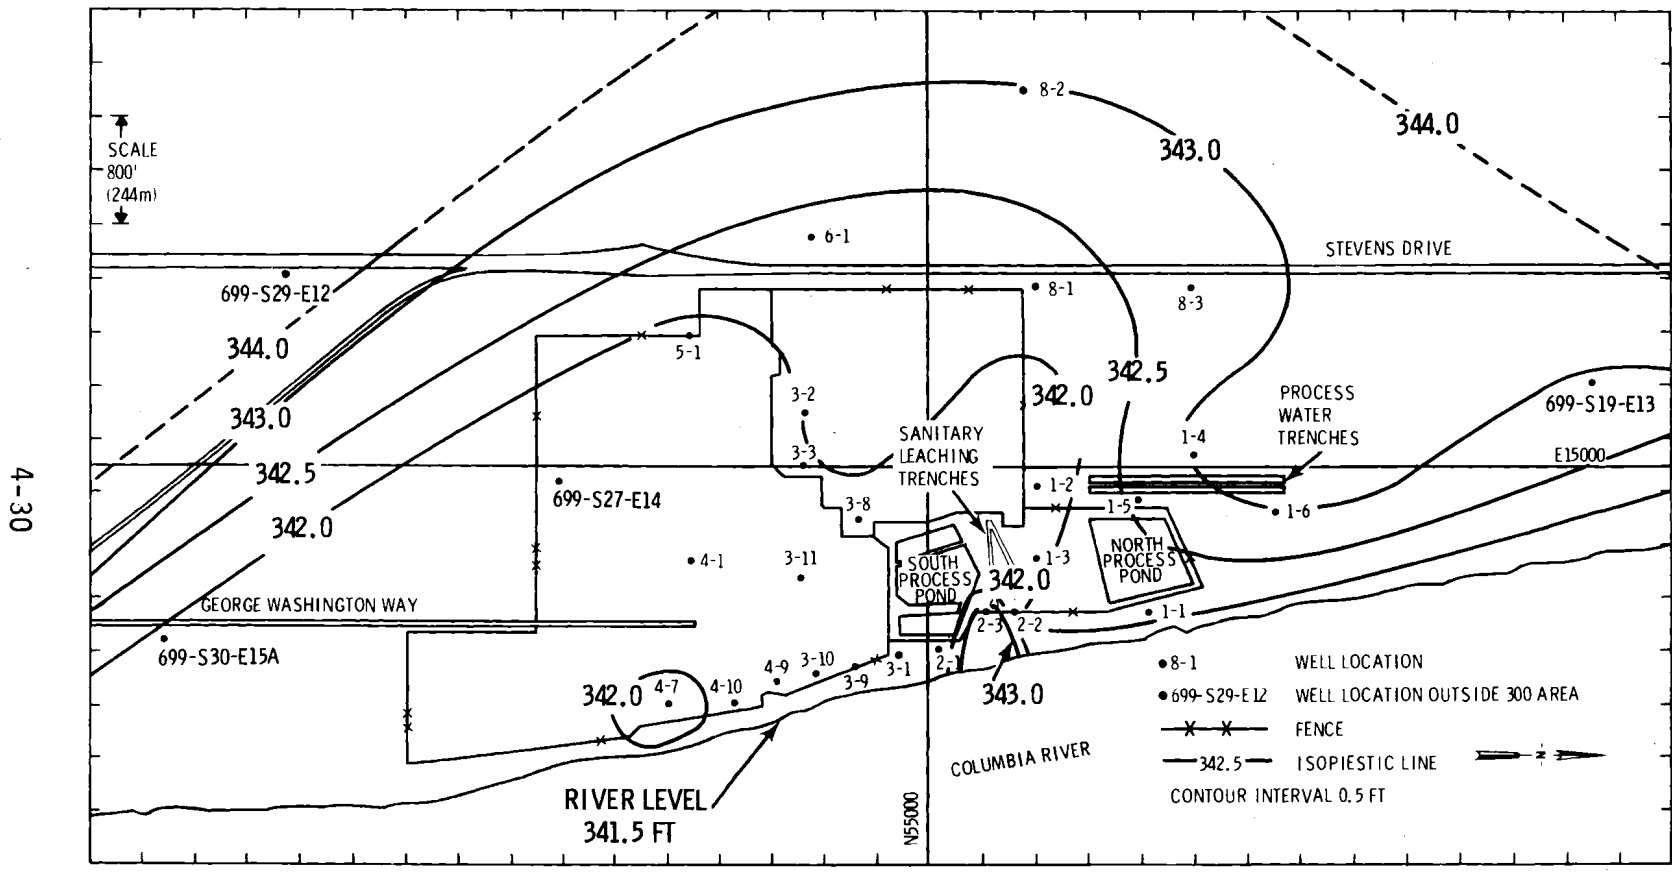 8-2
344.0
343.0
SCALE
800'
(244m)
6-1
STEVENS DRIVE
699-S29-E12
8-1
8-3
344.0
5-1
342.5
342.0
3-2
PROCESS
WATER
TRENCHES
699-S19-E13
343.0
SANITARY
LEACHING
TRENCHES
1-4
3-3
E15000
342.5
699-S27-E14
1-2
4-30
3-8
1-5
1-6
342.0
4-1
3-11
SOUTH
PROCESS
POND
1-3
NORTH
PROCESS
POND
342.0
GEORGE WASHINGTON WAY
2-3
2-2
1-1
699-S30-E15A
4-9
3-10
3-9
3-1
2-1
8-1 WELL LOCATION
342.0
4-7
4-10
343.0
699-S29-E12 WELL LOCATION OUTSIDE 300 AREA
FENCE
COLUMBIA RIVER
342.5 ISOPIESTIC LINE
N
CONTOUR INTERVAL 0.5 FT
RIVER LEVEL
341.5 FT
N55000